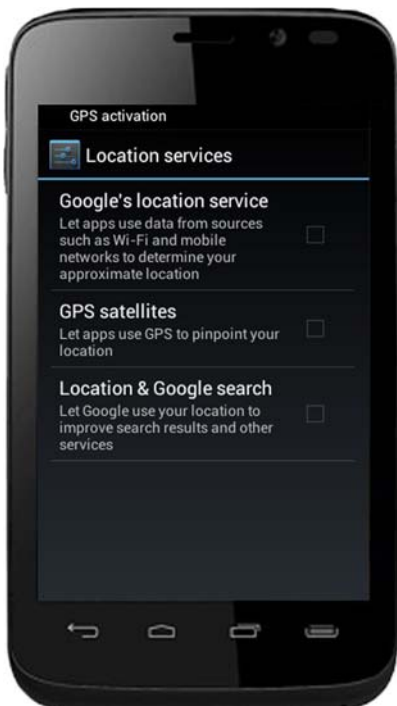 GPS activation
Location services
Google's location service
Let apps use data from sources
such as Wi-Fi and mobile
networks to determine your
approximate location
GPS satellites
Let apps use GPS to pinpoint your
location
Location & Google search
Let Google use your location to
improve search results and other
services